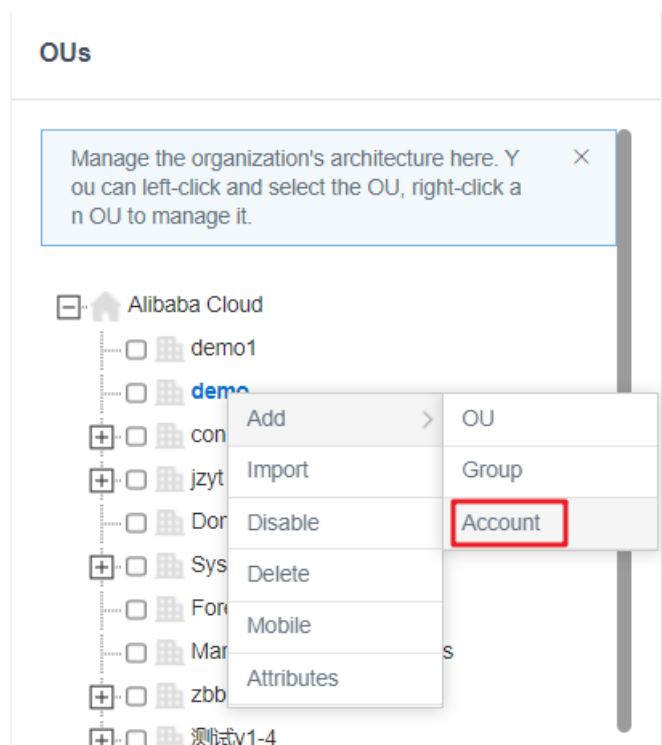 OUs
Manage the organization's architecture here. Y
ou can left-click and select the OU, right-click a
n OU to manage it.
Alibaba Cloud
demo1
demo
con
jzyt
Don
Sys
Fore
Mar
s
zbb
测试v1-4
Add
Import
Disable
Delete
Mobile
Attributes
OU
Group
Account